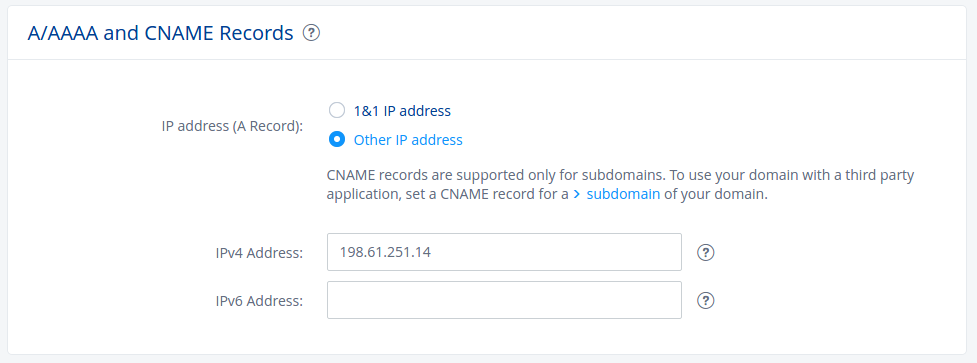 A/AAAA and CNAME Records ?
IP address (A Record):
1&1 IP address
Other IP address
CNAME records are supported only for subdomains. To use your domain with a third party
application, set a CNAME record for a > subdomain of your domain.
IPv4 Address: 198.61.251.14 ?
IPv6 Address: ?